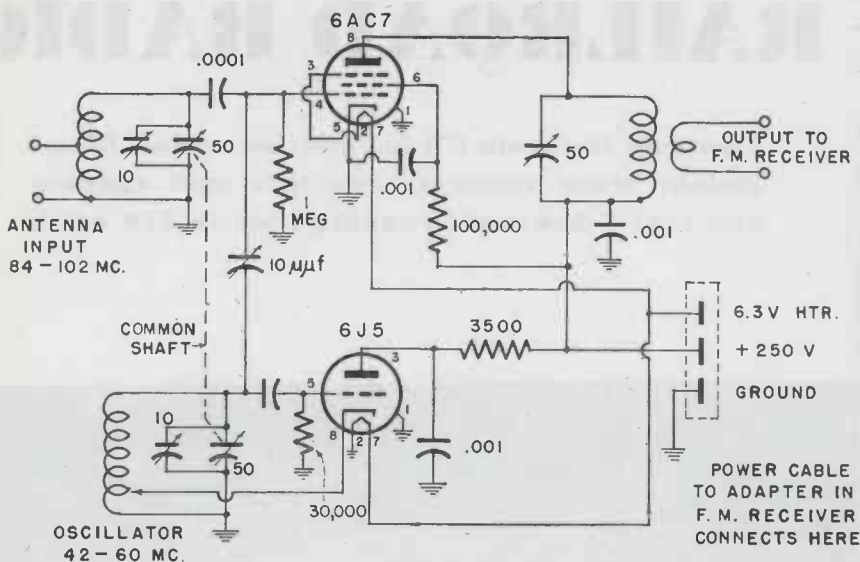 6AC7
8
.0001
3
6
4
1
5
2
7
10
50
.001
1
MEG
50
OUTPUT TO
F. M. RECEIVER
ANTENNA
INPUT
84 – 102 MC.
10 μμf
100,000
.001
COMMON
SHAFT
6J5
3500
3
6.3V HTR.
+ 250 V
GROUND
5
10
50
8
2
7
1
.001
30,000
OSCILLATOR
42 – 60 MC.
POWER CABLE
TO ADAPTER IN
F. M. RECEIVER
CONNECTS HERE